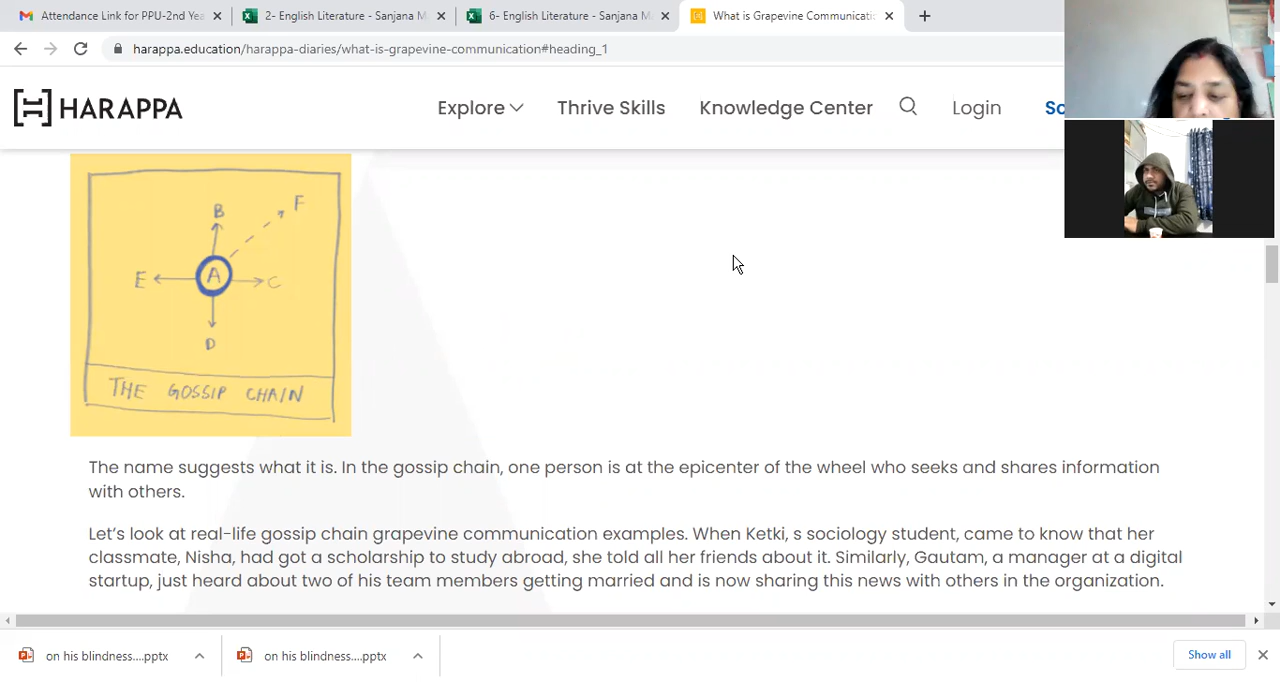 Attendance Link for PPU-2nd Yea
2- English Literature - Sanjana M
6- English Literature - Sanjana M
What is Grapevine Communicati
harappa.education/harappa-diaries/what-is-grapevine-communication#heading_1
HARAPPA
Explore
Thrive Skills
Knowledge Center
Login
B
F
E
A
C
D
THE GOSSIP CHAIN
The name suggests what it is. In the gossip chain, one person is at the epicenter of the wheel who seeks and shares information
with others.
Let's look at real-life gossip chain grapevine communication examples. When Ketki, s sociology student, came to know that her
classmate, Nisha, had got a scholarship to study abroad, she told all her friends about it. Similarly, Gautam, a manager at a digital
startup, just heard about two of his team members getting married and is now sharing this news with others in the organization.
on his blindness....pptx
on his blindness....pptx
Show all